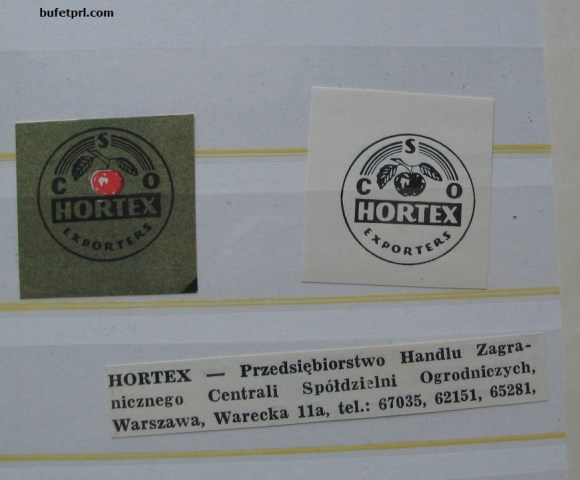 bufetprl.com
S
C O
HORTEX
EXPORTERS
S
C O
HORTEX
EXPORTERS
HORTEX — Przedsiębiorstwo Handlu Zagra-
nicznego Centrali Spółdzielni Ogrodniczych,
Warszawa, Warecka 11a, tel.: 67035, 62151, 65281,